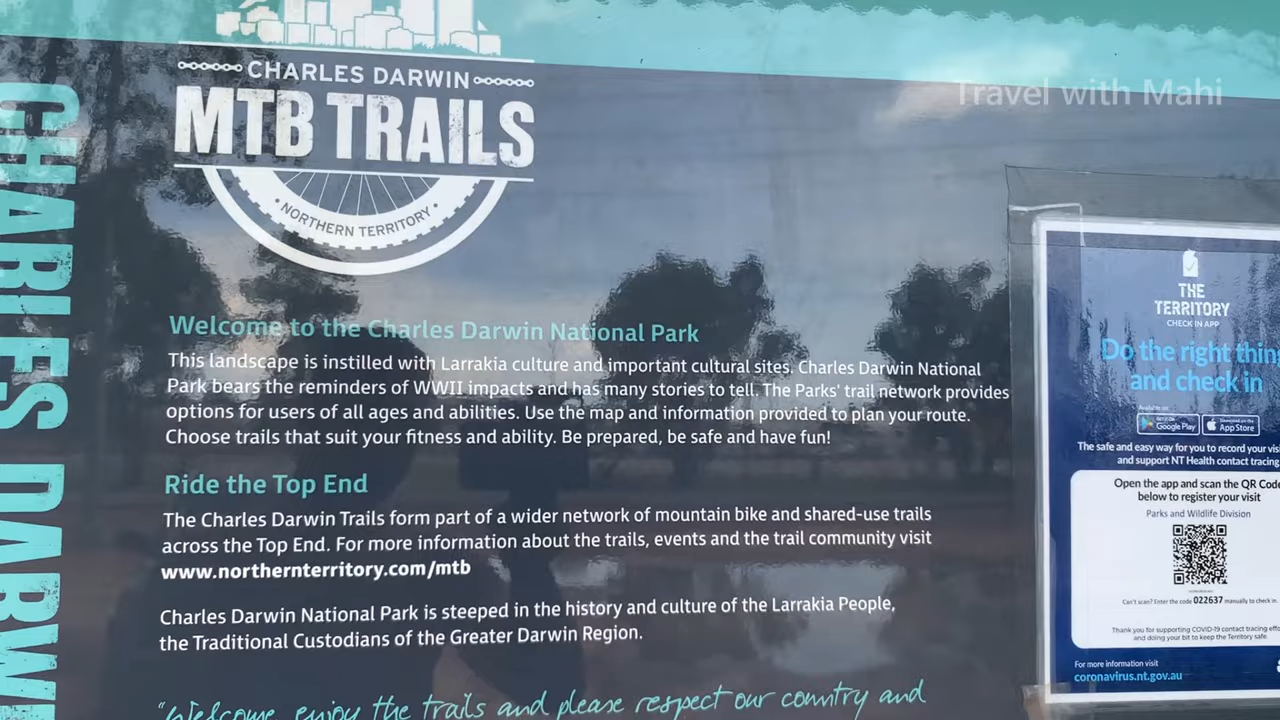 CHARLES DARWIN
MTB TRAILS
• NORTHERN TERRITORY •
Travel with Mahi
CHARLES DARW
Welcome to the Charles Darwin National Park
This landscape is instilled with Larrakia culture and important cultural sites. Charles Darwin National
Park bears the reminders of WWII impacts and has many stories to tell. The Parks' trail network provides
options for users of all ages and abilities. Use the map and information provided to plan your route.
Choose trails that suit your fitness and ability. Be prepared, be safe and have fun!
Ride the Top End
The Charles Darwin Trails form part of a wider network of mountain bike and shared-use trails
across the Top End. For more information about the trails, events and the trail community visit
www.northernterritory.com/mtb
Charles Darwin National Park is steeped in the history and culture of the Larrakia People,
the Traditional Custodians of the Greater Darwin Region.
"Welcome, enjoy the trails and please respect our country and
THE
TERRITORY
CHECK IN APP
Do the right thin
and check in
Available on
GET IT ON
Google Play
Download on the
App Store
The safe and easy way for you to record your vis
and support NT Health contact tracing
Open the app and scan the QR Code
below to register your visit
Parks and Wildlife Division
Can't scan? Enter the code 022637 manually to check in.
Thank you for supporting COVID-19 contact tracing effo
and doing your bit to keep the Territory safe.
For more information visit
coronavirus.nt.gov.au